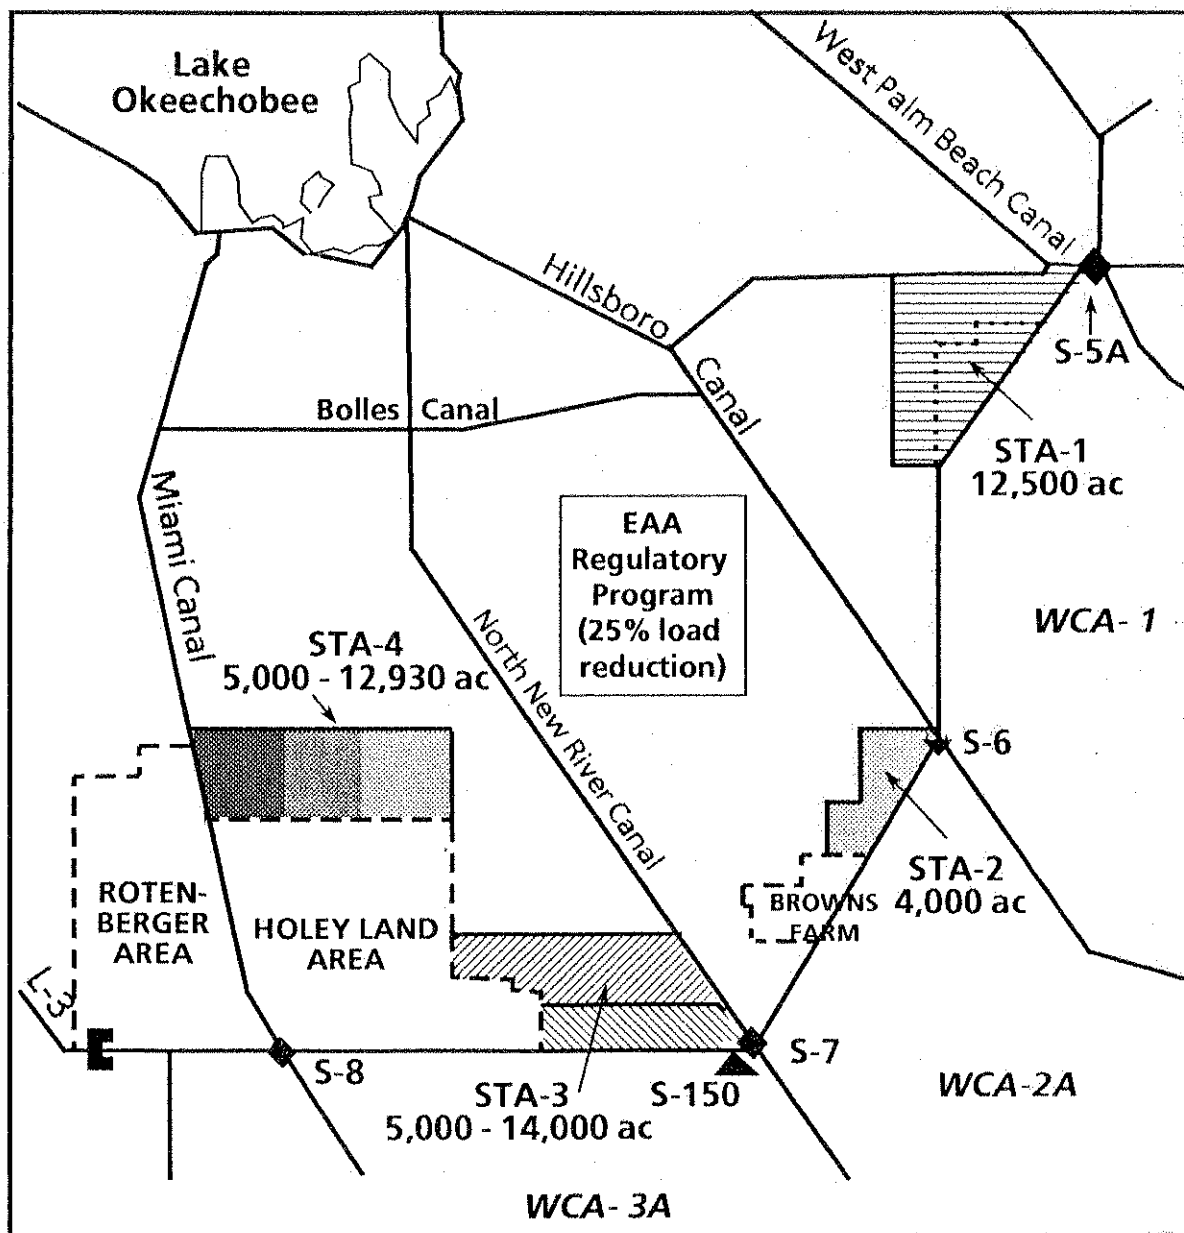 Lake
Okeechobee
West Palm Beach Canal
Hillsboro
Canal
S-5A
Bolles Canal
STA-1
12,500 ac
Miami Canal
EAA
Regulatory
Program
(25% load
reduction)
WCA- 1
STA-4
5,000 - 12,930 ac
North New River Canal
S-6
STA-2
4,000 ac
ROTEN-
BERGER
AREA
HOLEY LAND
AREA
BROWNS
FARM
L-3
S-8
S-7
STA-3
5,000 - 14,000 ac
S-150
WCA-2A
WCA- 3A